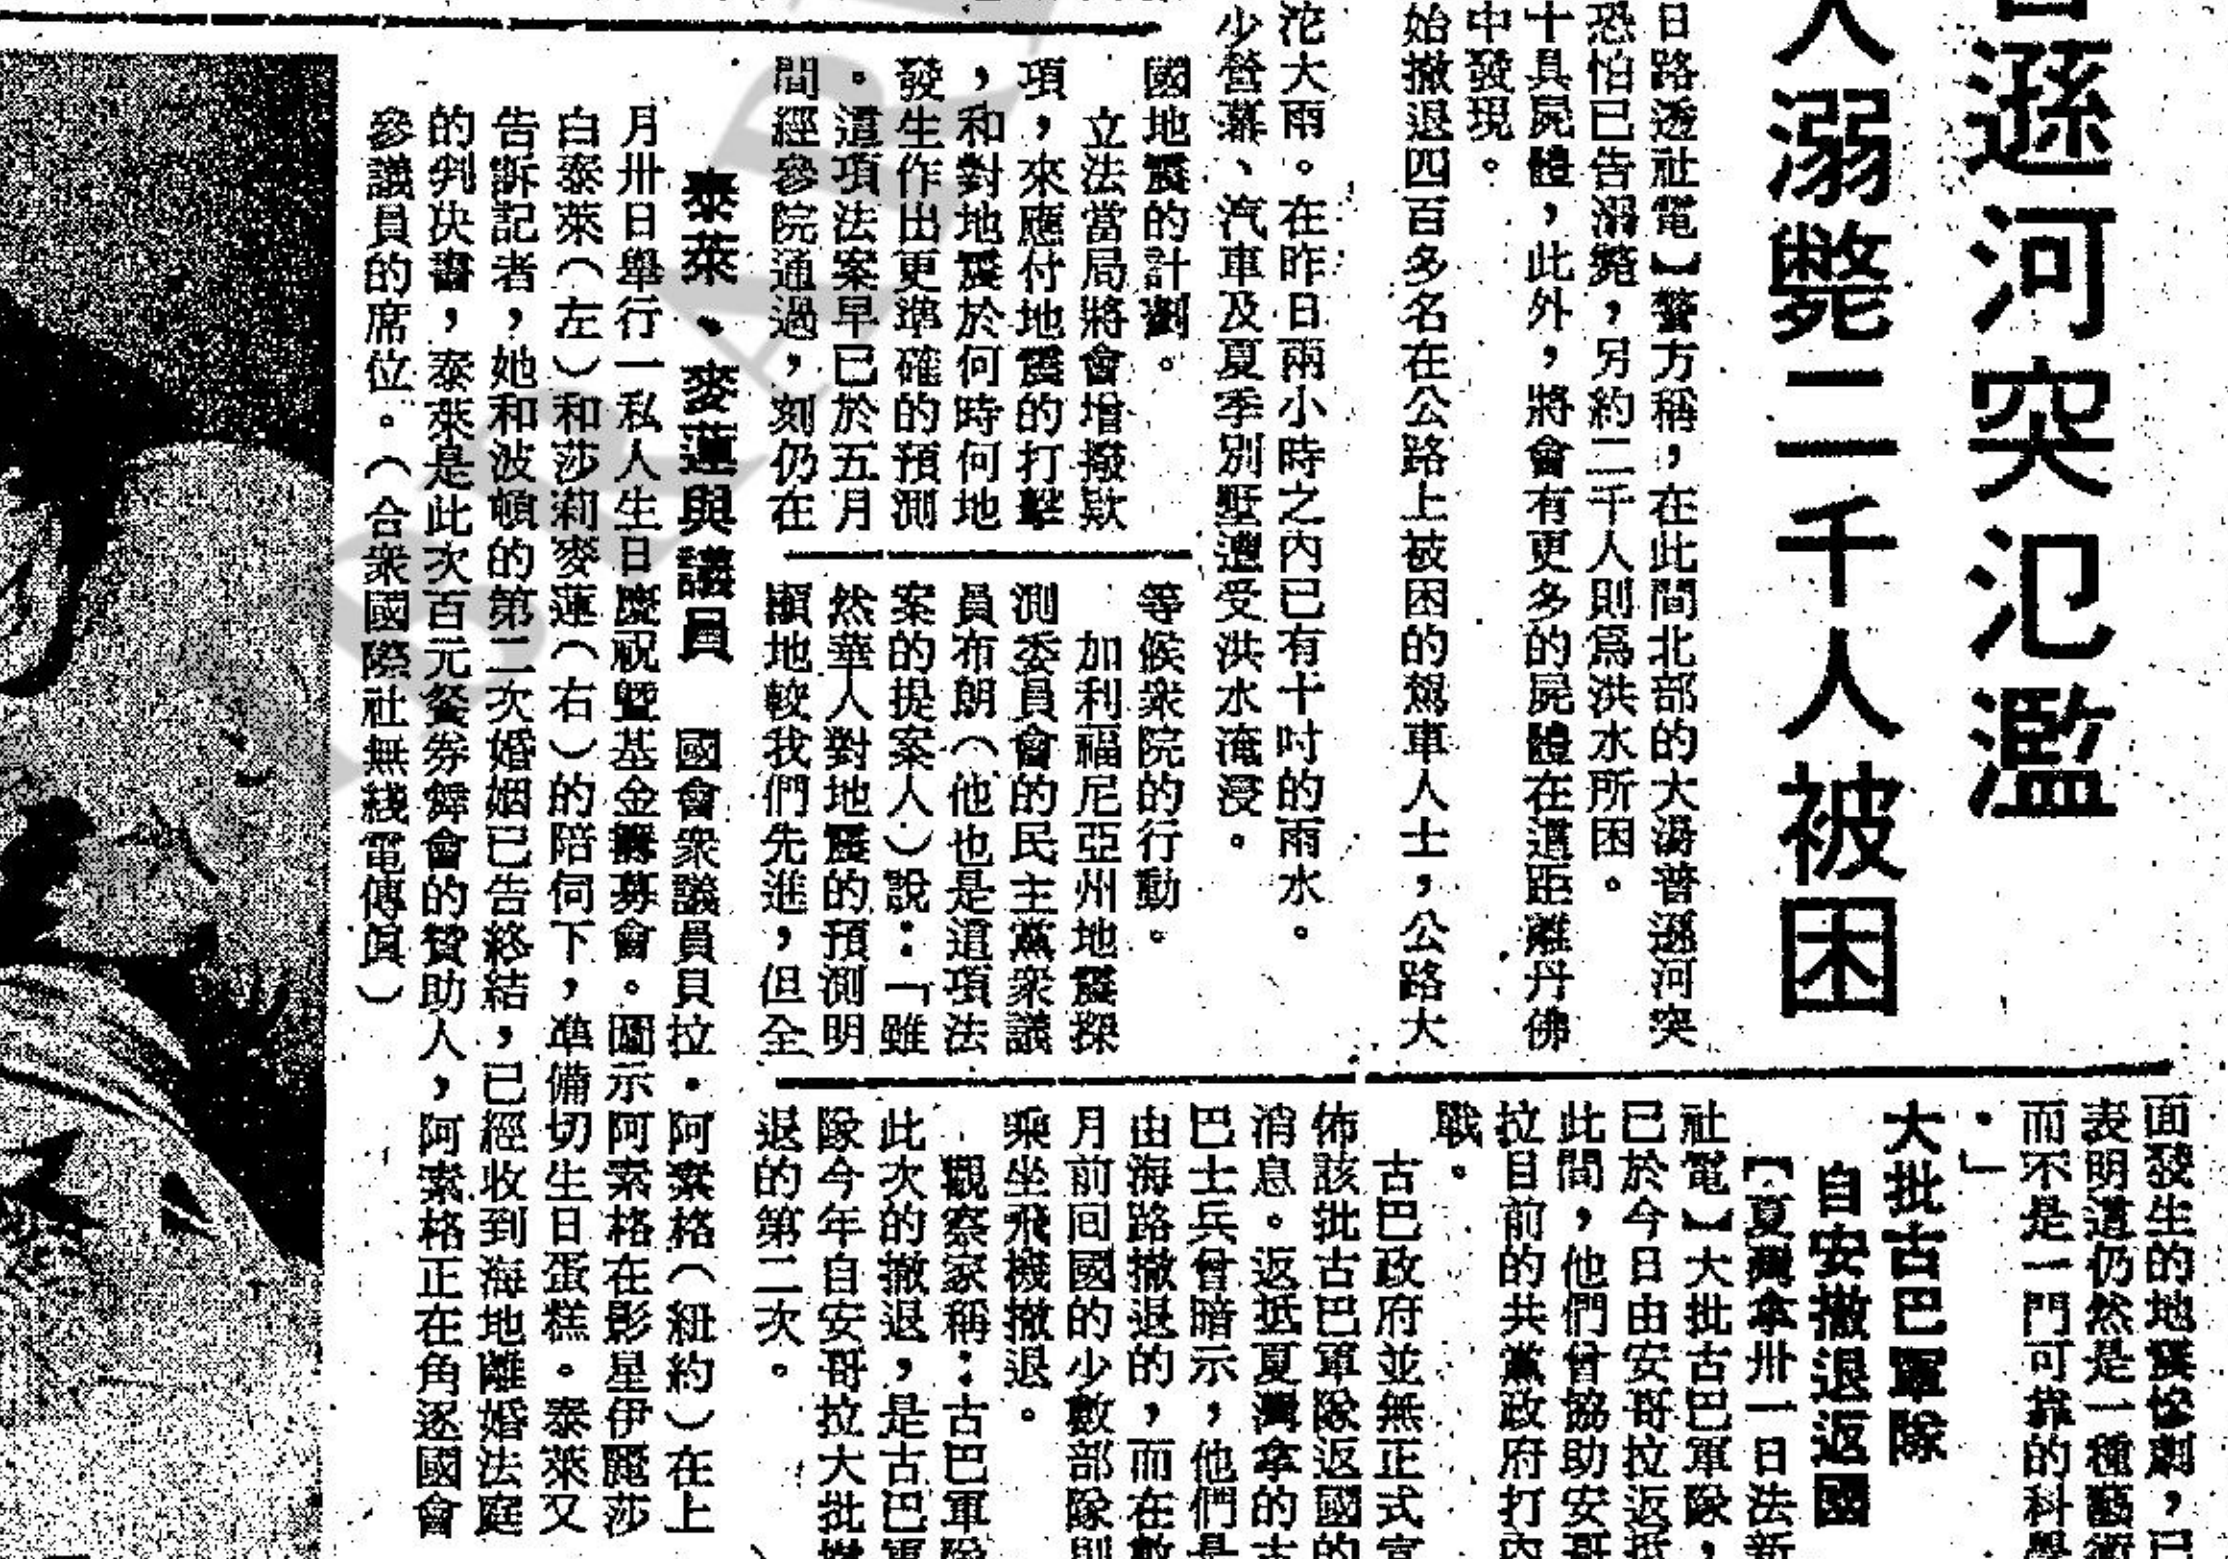 遜河突氾濫
人溺斃二千人被困
日路透社電】警方稱，在此間北部的大湯普遜河突
恐怕已告溺斃，另約二千人則爲洪水所困。
十具屍體，此外，將會有更多的屍體在這距離丹佛
中發現。
始撤退四百多名在公路上被困的駕車人士，公路大
沱大雨。在昨日兩小時之內已有十吋的雨水。
少營幕、汽車及夏季別墅遭受洪水淹浸。
國地震的計劃。
立法當局將會增撥欵
項，來應付地震的打擊
，和對地震於何時何地
發生作出更準確的預測
。這項法案早已於五月
間經參院通過，刻仍在
等候衆院的行動。
加利福尼亞州地震探
測委員會的民主黨衆議
員布朗（他也是這項法
案的提案人）說：「雖
然華人對地震的預測明
顯地較我們先進，但全
面發生的地震慘劇，已
表明這仍然是一種藝術
而不是一門可靠的科學
。」
大批古巴軍隊
自安撤退返國
【夏灣拿卅一日法新
社電】大批古巴軍隊，
已於今日由安哥拉返抵
此間，他們曾協助安哥
拉目前的共黨政府打內
戰。
古巴政府並無正式宣
佈該批古巴軍隊返國的
消息。返抵夏灣拿的古
巴士兵曾暗示，他們是
由海路撤退的，而在數
月前回國的少數部隊則
乘坐飛機撤退。
觀察家稱：古巴軍隊
此次的撤退，是古巴軍
隊今年自安哥拉大批撤
退的第二次。
泰萊、麥蓮與議員　國會衆議員貝拉·阿素格（紐約）在上
月卅日舉行一私人生日慶祝暨基金籌募會。圖示阿素格在影星伊麗莎
白泰萊（左）和莎莉麥蓮（右）的陪伺下，準備切生日蛋糕。泰萊又
告訴記者，她和波頓的第二次婚姻已告終結，已經收到海地離婚法庭
的判決書，泰萊是此次百元餐券舞會的贊助人，阿素格正在角逐國會
參議員的席位。（合衆國際社無綫電傳眞）